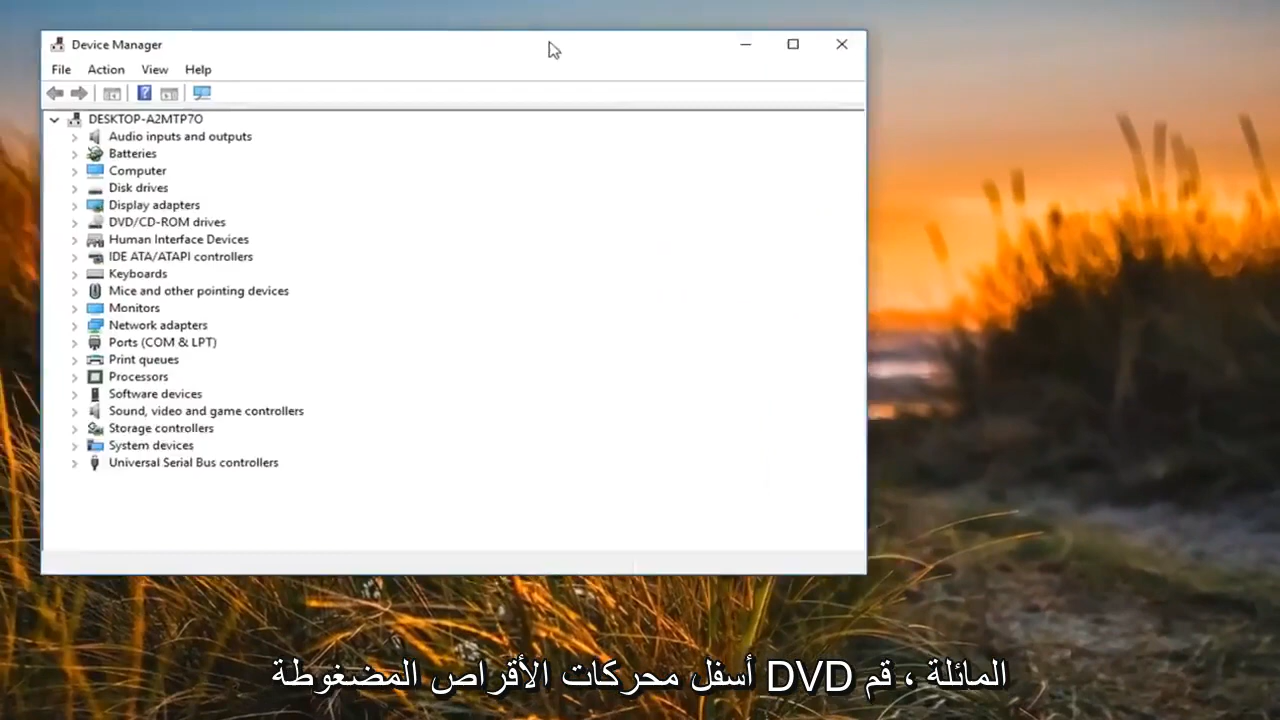 Device Manager
File Action View Help
DESKTOP-A2MTP7O
Audio inputs and outputs
Batteries
Computer
Disk drives
Display adapters
DVD/CD-ROM drives
Human Interface Devices
IDE ATA/ATAPI controllers
Keyboards
Mice and other pointing devices
Monitors
Network adapters
Ports (COM & LPT)
Print queues
Processors
Software devices
Sound, video and game controllers
Storage controllers
System devices
Universal Serial Bus controllers
المائلة ، قم DVD أسفل محركات الأقراص المضغوطة